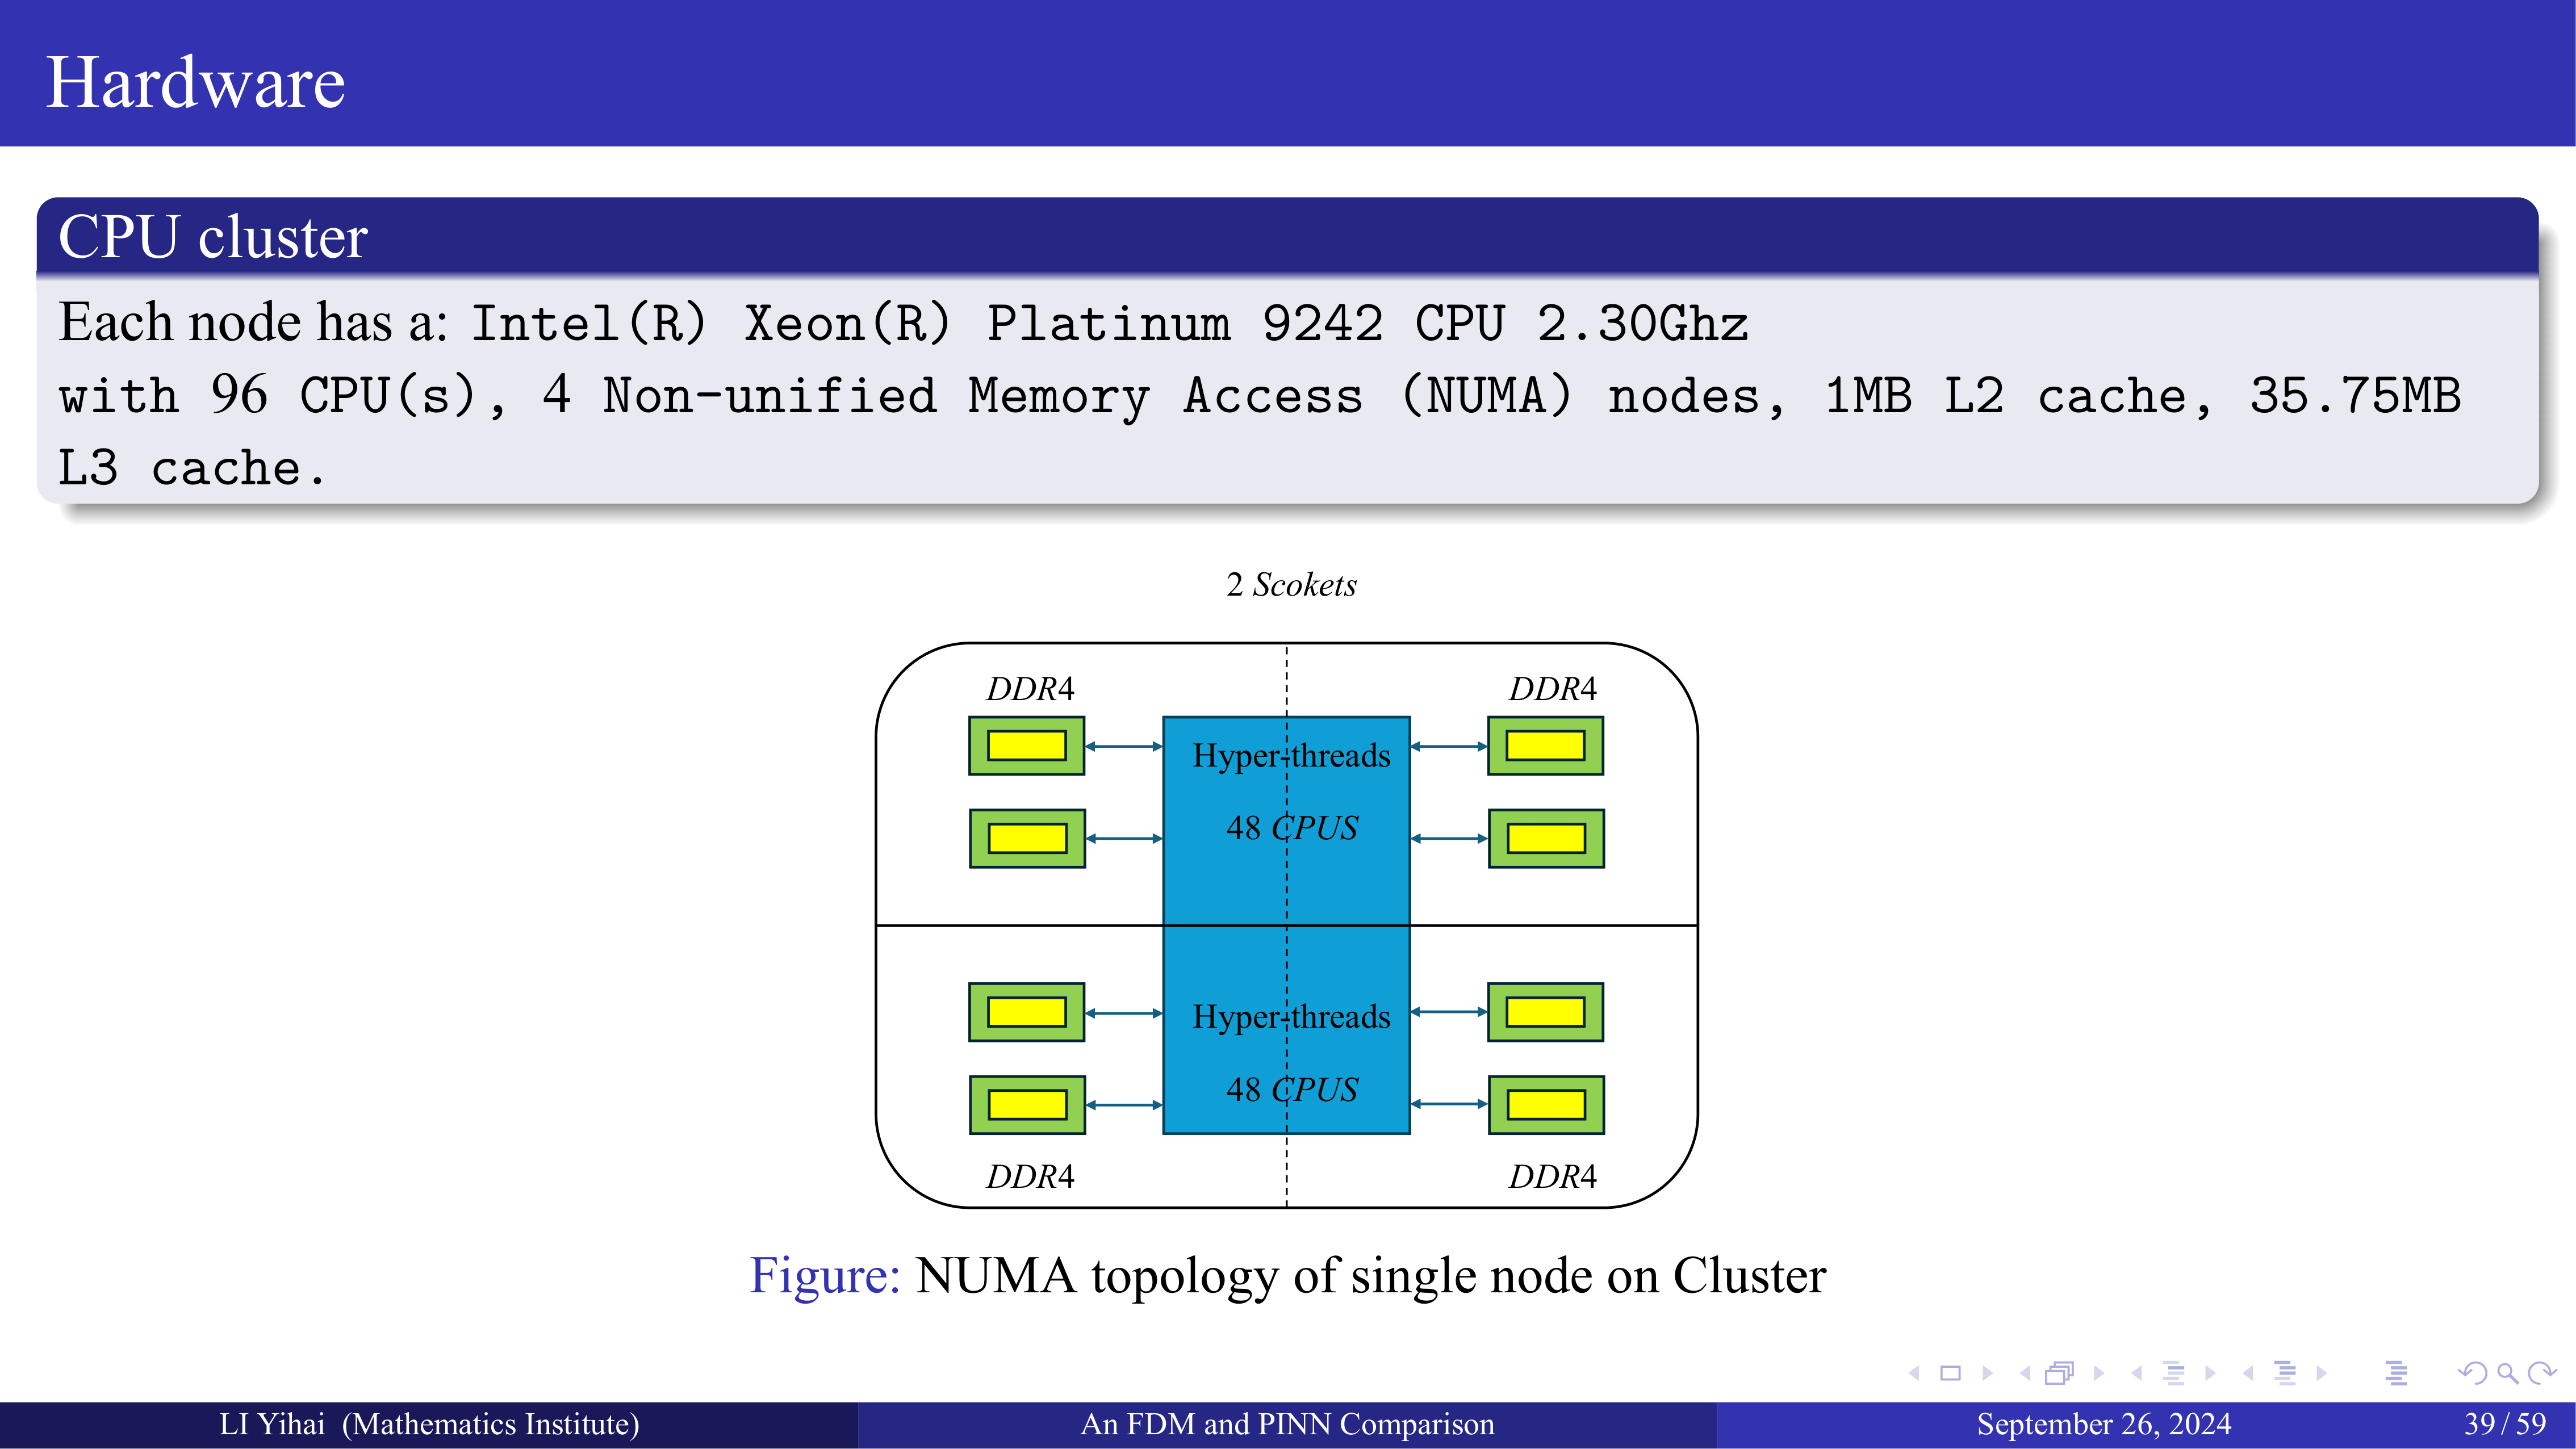 Hardware
CPU cluster
Each node has a: Intel(R) Xeon(R) Platinum 9242 CPU 2.30Ghz
with 96 CPU(s), 4 Non-unified Memory Access (NUMA) nodes, 1MB L2 cache, 35.75MB
L3 cache.
2 Scokets
DDR4
DDR4
Hyper-threads
48 CPUS
Hyper-threads
48 CPUS
DDR4
DDR4
Figure: NUMA topology of single node on Cluster
LI Yihai (Mathematics Institute)
An FDM and PINN Comparison
September 26, 2024
39 / 59